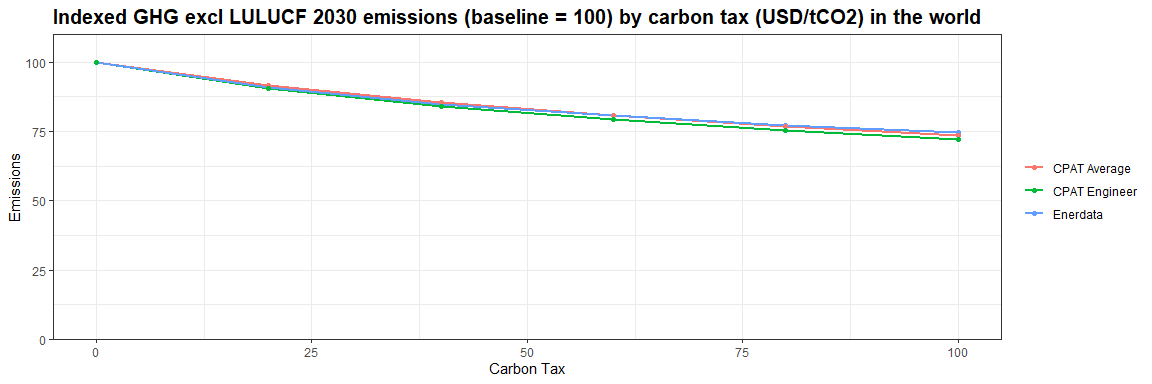 Indexed GHG excl LULUCF 2030 emissions (baseline = 100) by carbon tax (USD/tCO2) in the world
Emissions
100
75
50
25
0
0
25
50
75
100
Carbon Tax
CPAT Average
CPAT Engineer
Enerdata